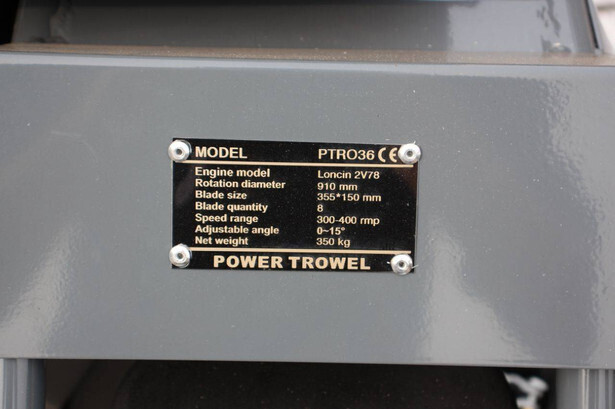 MODEL PTRO36 CE
Engine model Loncin 2V78
Rotation diameter 910 mm
Blade size 355*150 mm
Blade quantity 8
Speed range 300-400 rmp
Adjustable angle 0~15°
Net weight 350 kg
POWER TROWEL